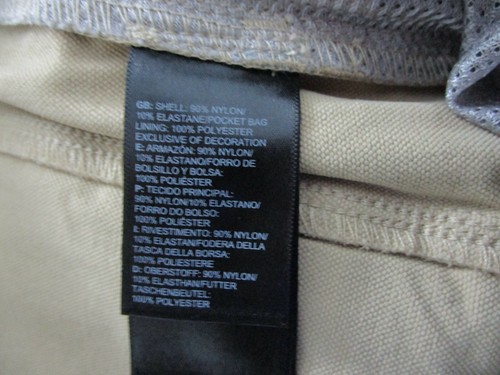 GB: SHELL: 90% NYLON/
10% ELASTANE/POCKET BAG
LINING: 100% POLYESTER
EXCLUSIVE OF DECORATION
E: ARMAZÓN: 90% NYLON/
10% ELASTANO/FORRO DE
BOLSILLO Y BOLSA:
100% POLIÉSTER
P: TECIDO PRINCIPAL:
90% NYLON/10% ELASTANO/
FORRO DO BOLSO:
100% POLIÉSTER
I: RIVESTIMENTO: 90% NYLON/
10% ELASTAN/FODERA DELLA
TASCA DELLA BORSA:
100% POLIESTERE
D: OBERSTOFF: 90% NYLON/
10% ELASTHAN/FUTTER
TASCHENBEUTEL:
100% POLYESTER